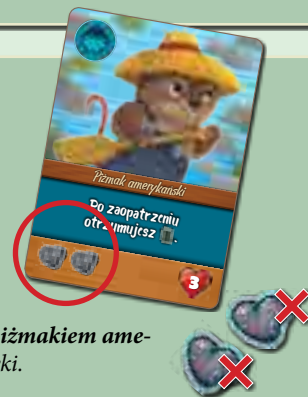 Piżmak amerykański
Po zaopatrzeniu
otrzymujesz .
3
iżmakiem ame-
ki.